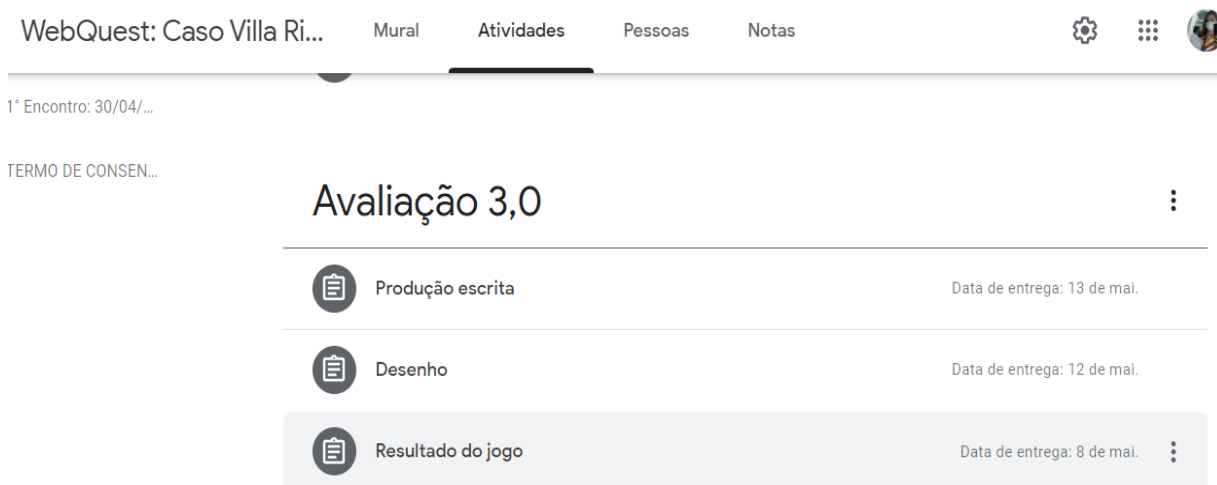 WebQuest: Caso Villa Ri...
Mural
Atividades
Pessoas
Notas
1° Encontro: 30/04/...
TERMO DE CONSEN...
Avaliação 3,0
Produção escrita
Data de entrega: 13 de mai.
Desenho
Data de entrega: 12 de mai.
Resultado do jogo
Data de entrega: 8 de mai.